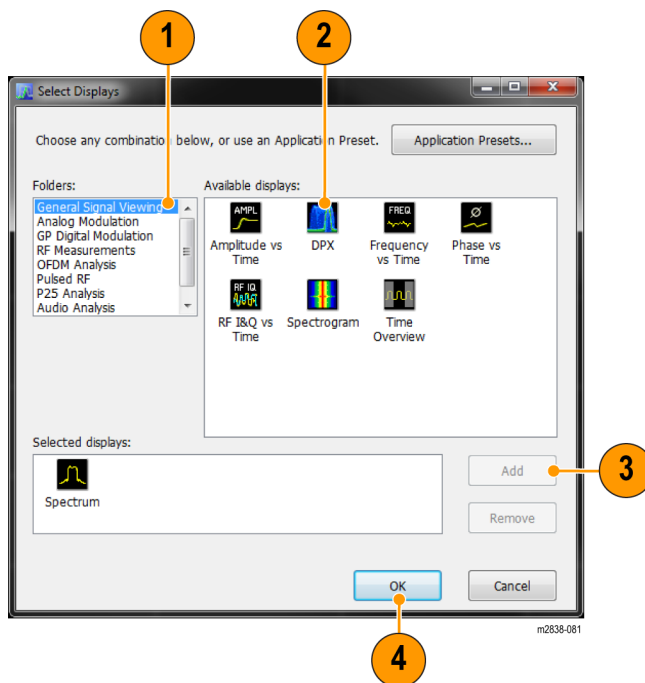 1
2
Select Displays
Choose any combination below, or use an Application Preset.
Application Presets...
Folders:
General Signal Viewing
Analog Modulation
GP Digital Modulation
RF Measurements
OFDM Analysis
Pulsed RF
P25 Analysis
Audio Analysis
Available displays:
AMPL
Amplitude vs
Time
DPX
FREQ
Frequency
vs Time
Ø
Phase vs
Time
RF IQ
RF I&Q vs
Time
Spectrogram
Time
Overview
Selected displays:
Spectrum
Add
3
Remove
OK
Cancel
4
m2838-081